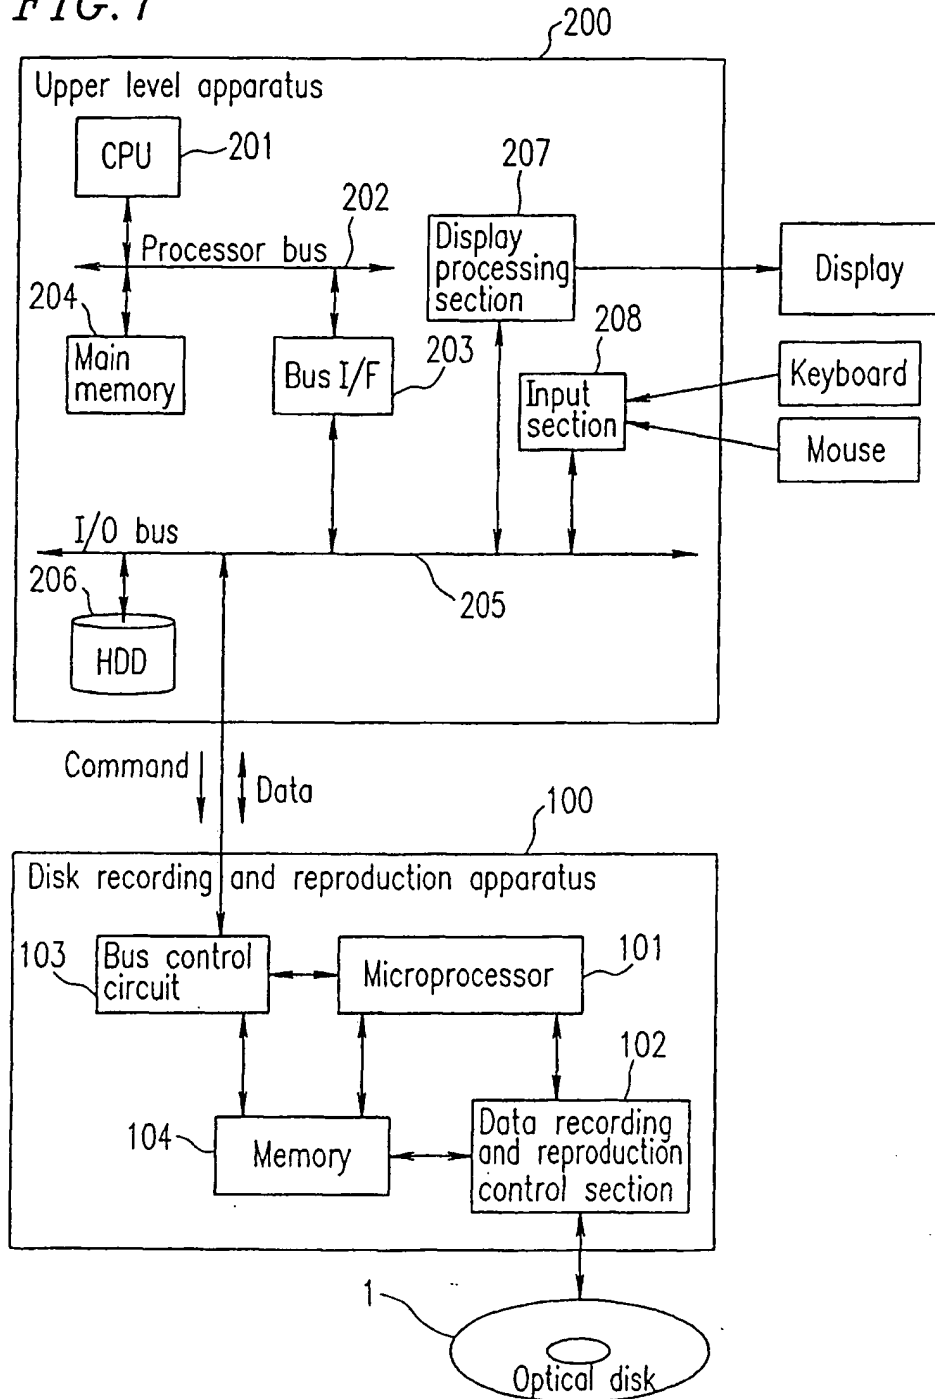 FIG. 7
200
Upper level apparatus
CPU
201
207
202
Processor bus
Display
processing
section
Display
204
208
Main
memory
Bus I/F
203
Input
section
Keyboard
Mouse
I/O bus
206
205
HDD
Command
Data
100
Disk recording and reproduction apparatus
103
Bus control
circuit
Microprocessor
101
102
104
Memory
Data recording
and reproduction
control section
1
Optical disk